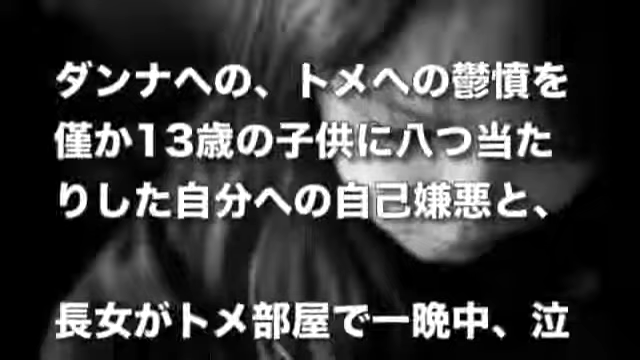 ダンナへの、トメへの鬱憤を
僅か13歳の子供に八つ当た
りした自分への自己嫌悪と、
長女がトメ部屋で一晩中、泣